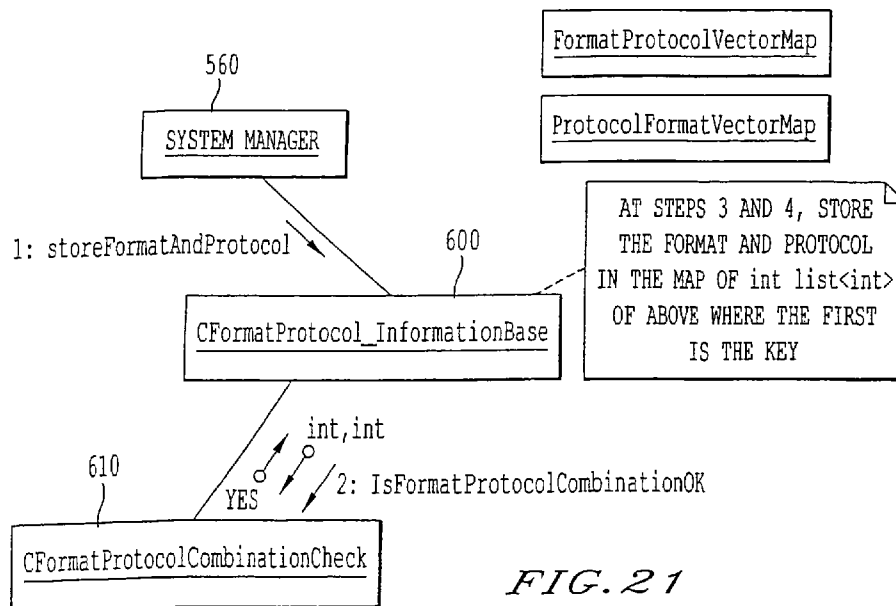 FormatProtocolVectorMap
560
SYSTEM MANAGER
ProtocolFormatVectorMap
AT STEPS 3 AND 4, STORE
THE FORMAT AND PROTOCOL
IN THE MAP OF int list<int>
OF ABOVE WHERE THE FIRST
IS THE KEY
1: storeFormatAndProtocol
600
CFormatProtocol_InformationBase
int,int
YES
2: IsFormatProtocolCombinationOK
610
CFormatProtocolCombinationCheck
FIG.21